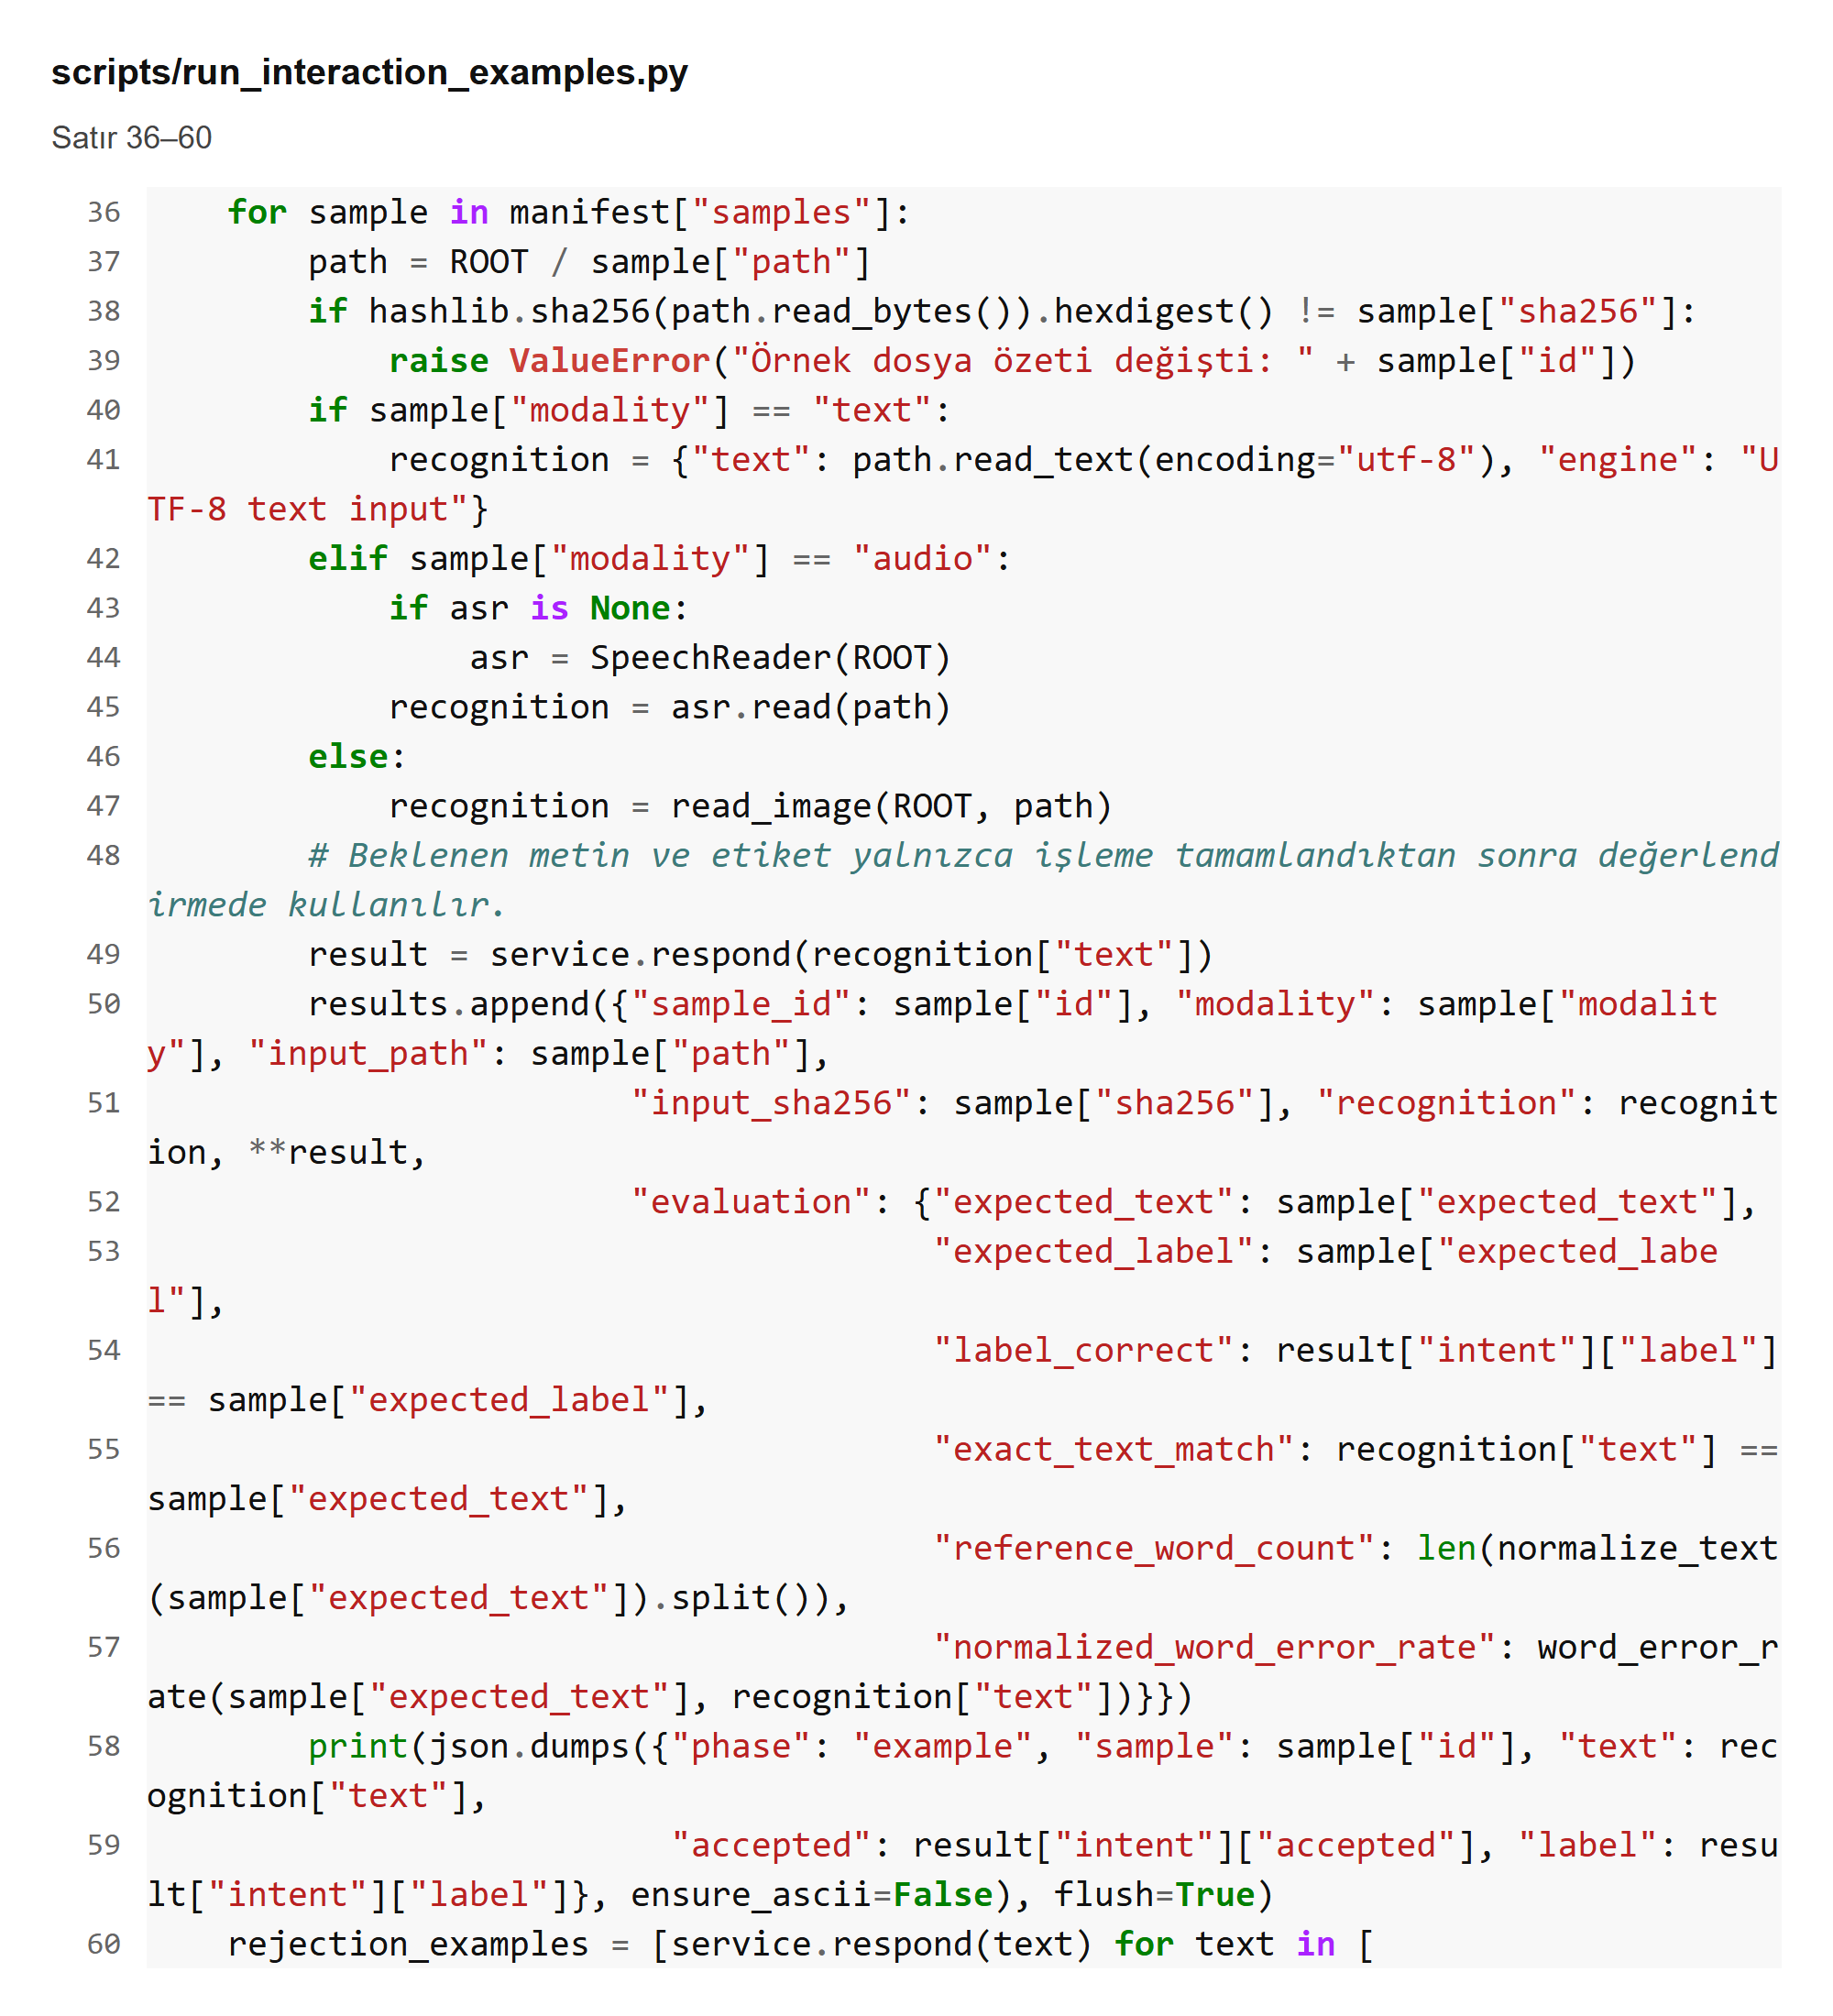 scripts/run_interaction_examples.py
Satır 36–60
36     for sample in manifest["samples"]:
37         path = ROOT / sample["path"]
38         if hashlib.sha256(path.read_bytes()).hexdigest() != sample["sha256"]:
39             raise ValueError("Örnek dosya özeti değişti: " + sample["id"])
40         if sample["modality"] == "text":
41             recognition = {"text": path.read_text(encoding="utf-8"), "engine": "U
TF-8 text input"}
42         elif sample["modality"] == "audio":
43             if asr is None:
44                 asr = SpeechReader(ROOT)
45             recognition = asr.read(path)
46         else:
47             recognition = read_image(ROOT, path)
48         # Beklenen metin ve etiket yalnızca işleme tamamlandıktan sonra değerlend
irmede kullanılır.
49         result = service.respond(recognition["text"])
50         results.append({"sample_id": sample["id"], "modality": sample["modalit
y"], "input_path": sample["path"],
51                         "input_sha256": sample["sha256"], "recognition": recognit
ion, **result,
52                         "evaluation": {"expected_text": sample["expected_text"],
53                                        "expected_label": sample["expected_labe
l"],
54                                        "label_correct": result["intent"]["label"]
== sample["expected_label"],
55                                        "exact_text_match": recognition["text"] ==
sample["expected_text"],
56                                        "reference_word_count": len(normalize_text
(sample["expected_text"]).split()),
57                                        "normalized_word_error_rate": word_error_r
ate(sample["expected_text"], recognition["text"])}})
58         print(json.dumps({"phase": "example", "sample": sample["id"], "text": rec
ognition["text"],
59                           "accepted": result["intent"]["accepted"], "label": resu
lt["intent"]["label"]}, ensure_ascii=False), flush=True)
60     rejection_examples = [service.respond(text) for text in [